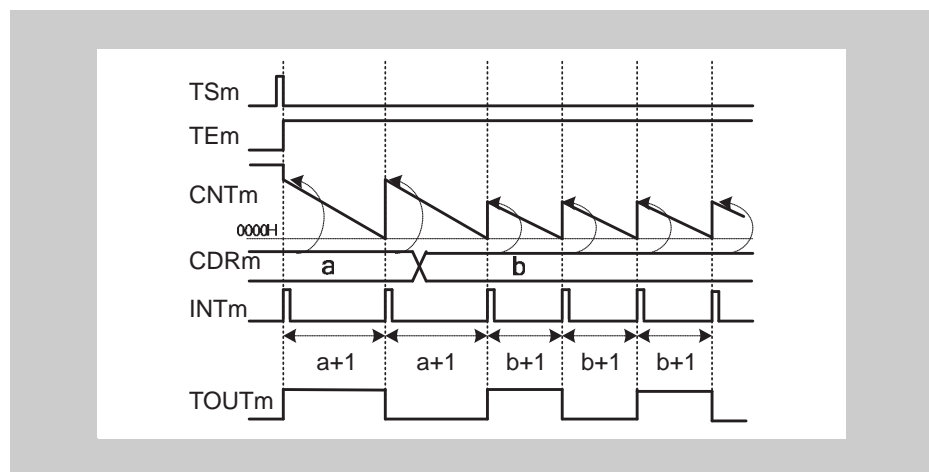 TSm
TEm
CNTm
0000H
CDRm a b
INTm
a+1 a+1 b+1 b+1 b+1
TOUTm